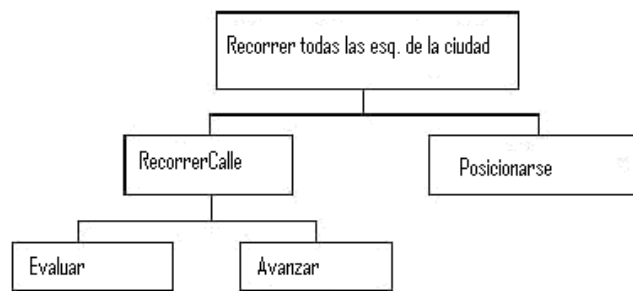 Recorrer todas las esq. de la ciudad
RecorrerCalle
Posicionarse
Evaluar
Avanzar